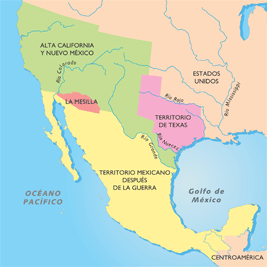 ALTA CALIFORNIA
Y NUEVO MÉXICO
Río Colorado
LA MESILLA
ESTADOS
UNIDOS
Río Rojo
Río Mississippi
TERRITORIO
DE TEXAS
Río Nueces
Río Grande
TERRITORIO MEXICANO
DESPUÉS
DE LA GUERRA
OCÉANO
PACÍFICO
Golfo de
México
CENTROAMÉRICA